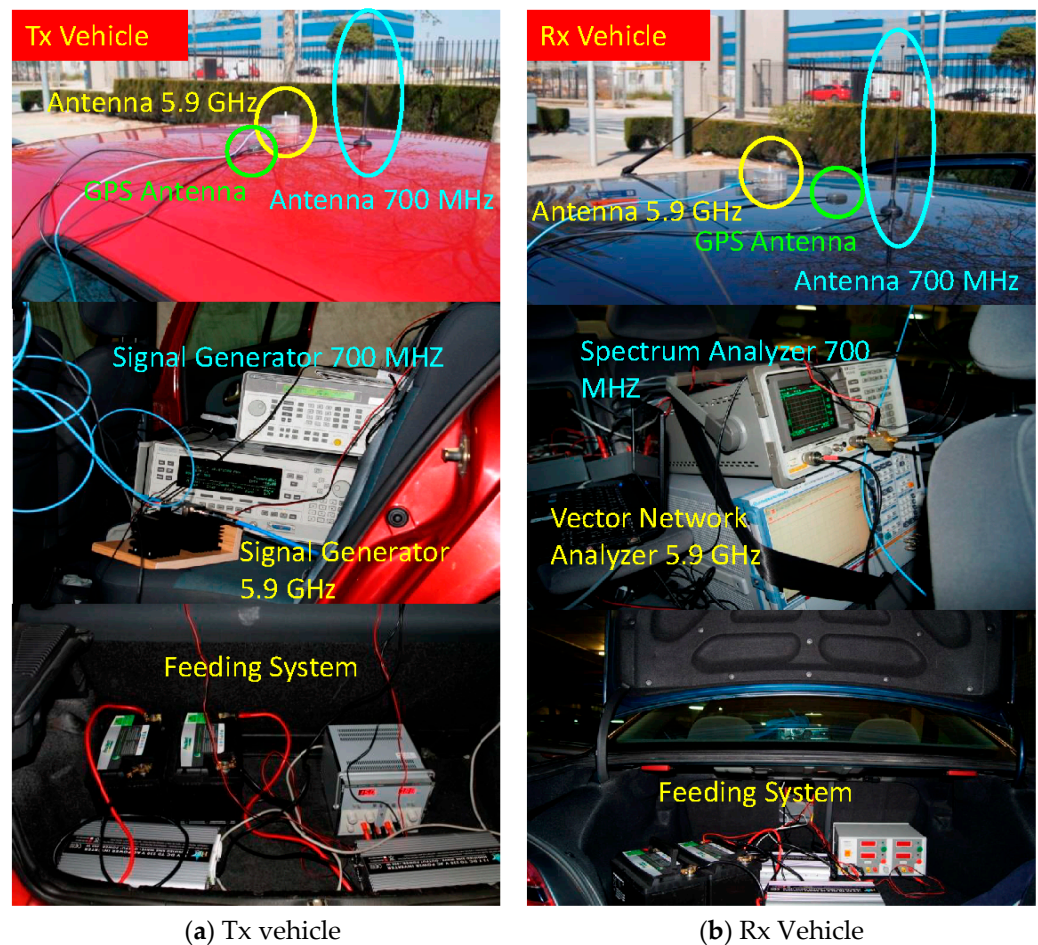 Tx Vehicle
Antenna 5.9 GHz
GPS Antenna
Antenna 700 MHz
Signal Generator 700 MHZ
Signal Generator
5.9 GHz
Feeding System
(a) Tx vehicle
Rx Vehicle
Antenna 5.9 GHz
GPS Antenna
Antenna 700 MHz
Spectrum Analyzer 700
MHZ
Vector Network
Analyzer 5.9 GHz
Feeding System
(b) Rx Vehicle